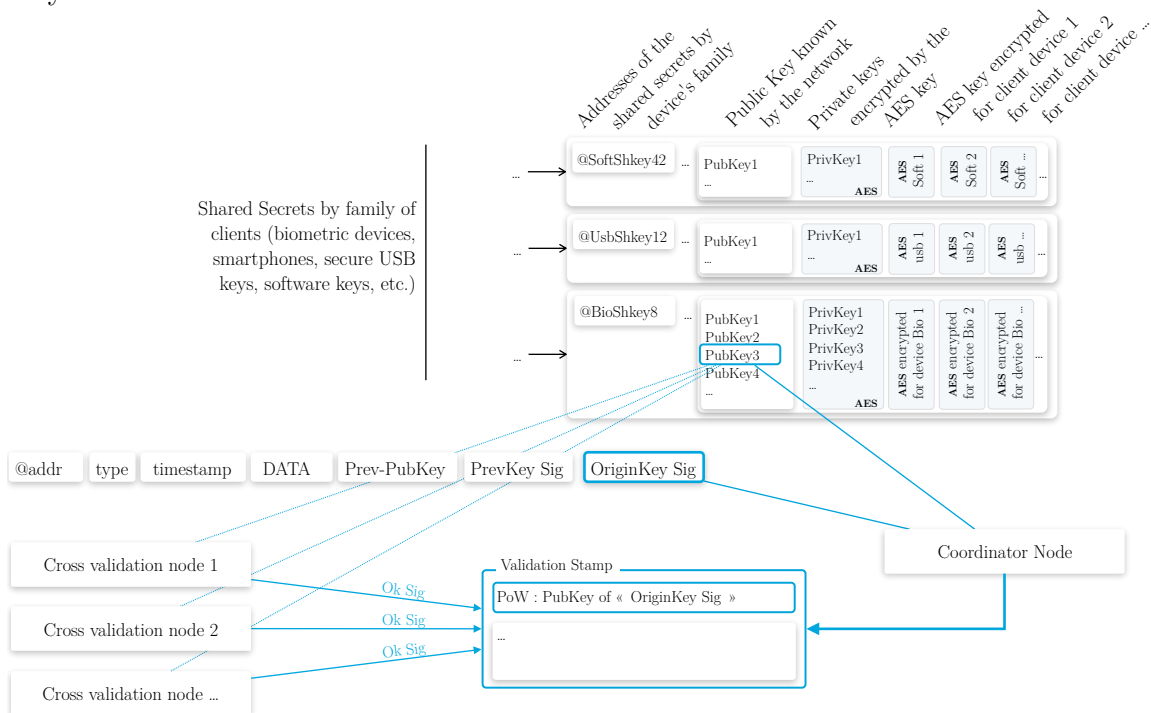 y
Addresses of the
shared secrets by
device's family
Public Key known
by the network
Private keys
encrypted by the
AES key
AES key encrypted
for client device 1
for client device 2
for client device ...
Shared Secrets by family of
clients (biometric devices,
smartphones, secure USB
keys, software keys, etc.)
...
@SoftShkey42
...
PubKey1
...
PrivKey1
...
AES
AES
Soft 1
AES
Soft 2
AES
Soft ...
...
...
@UsbShkey12
...
PubKey1
...
PrivKey1
...
AES
AES
usb 1
AES
usb 2
AES
usb ...
...
...
@BioShkey8
...
PubKey1
PubKey2
PubKey3
PubKey4
...
PrivKey1
PrivKey2
PrivKey3
PrivKey4
...
AES
AES encrypted
for device Bio 1
AES encrypted
for device Bio 2
AES encrypted
for device Bio ...
...
@addr type timestamp DATA Prev-PubKey PrevKey Sig OriginKey Sig
Cross validation node 1
Cross validation node 2
Cross validation node ...
Ok Sig
Ok Sig
Ok Sig
Validation Stamp
PoW : PubKey of « OriginKey Sig »
...
Coordinator Node